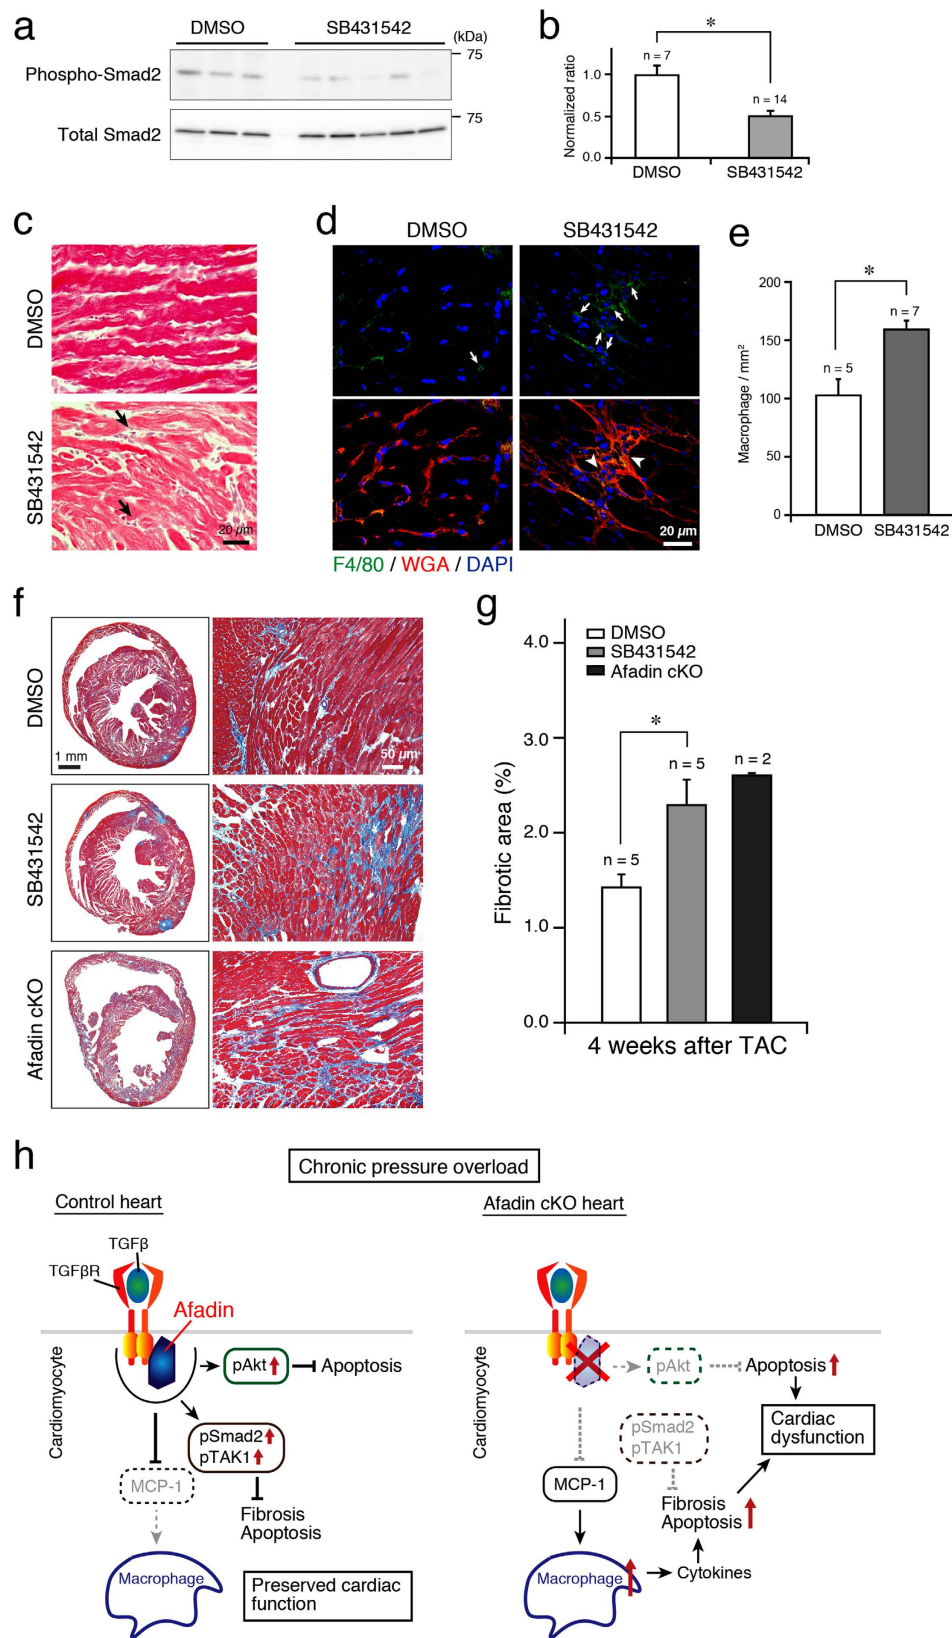 a
DMSO
SB431542
(kDa)
Phospho-Smad2
75
Total Smad2
75
b
*
n = 7
n = 14
Normalized ratio
1.0
0.5
0.0
DMSO
SB431542
c
DMSO
SB431542
20 µm
d
DMSO
SB431542
20 µm
F4/80 / WGA / DAPI
e
*
n = 5
n = 7
Macrophage / mm²
200
150
100
50
0
DMSO
SB431542
f
DMSO
1 mm
50 µm
SB431542
Afadin cKO
g
DMSO
SB431542
Afadin cKO
*
n = 5
n = 5
n = 2
Fibrotic area (%)
4.0
3.0
2.0
1.0
0.0
4 weeks after TAC
h
Chronic pressure overload
Control heart
TGFβ
TGFβR
Afadin
Cardiomyocyte
pAkt
Apoptosis
pSmad2
pTAK1
MCP-1
Fibrosis
Apoptosis
Macrophage
Preserved cardiac
function
Afadin cKO heart
Cardiomyocyte
pAkt
Apoptosis
pSmad2
pTAK1
Cardiac
dysfunction
MCP-1
Fibrosis
Apoptosis
Macrophage
Cytokines